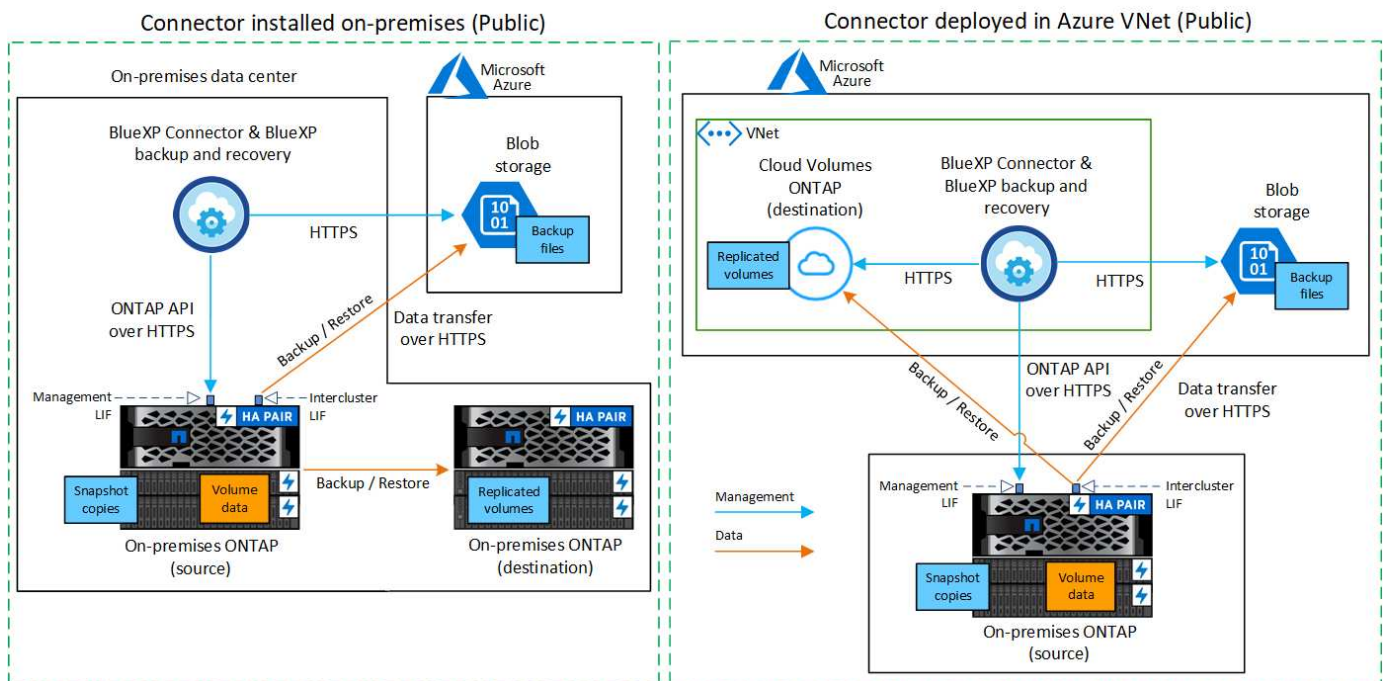 Connector installed on-premises (Public)
On-premises data center
Microsoft
Azure
BlueXP Connector & BlueXP
backup and recovery
Blob
storage
10
01
Backup
files
HTTPS
ONTAP API
over HTTPS
Backup / Restore
Data transfer
over HTTPS
Management
LIF
Intercluster
LIF
HA PAIR
HA PAIR
Snapshot
copies
Volume
data
Backup / Restore
Replicated
volumes
On-premises ONTAP
(source)
On-premises ONTAP
(destination)
Connector deployed in Azure VNet (Public)
Microsoft
Azure
VNet
Cloud Volumes
ONTAP
(destination)
BlueXP Connector &
BlueXP backup and
recovery
Blob
storage
Replicated
volumes
HTTPS
HTTPS
10
01
Backup
files
Backup / Restore
ONTAP API
over HTTPS
Backup / Restore
Data transfer
over HTTPS
Management
Data
Management
LIF
Intercluster
LIF
HA PAIR
Snapshot
copies
Volume
data
On-premises ONTAP
(source)